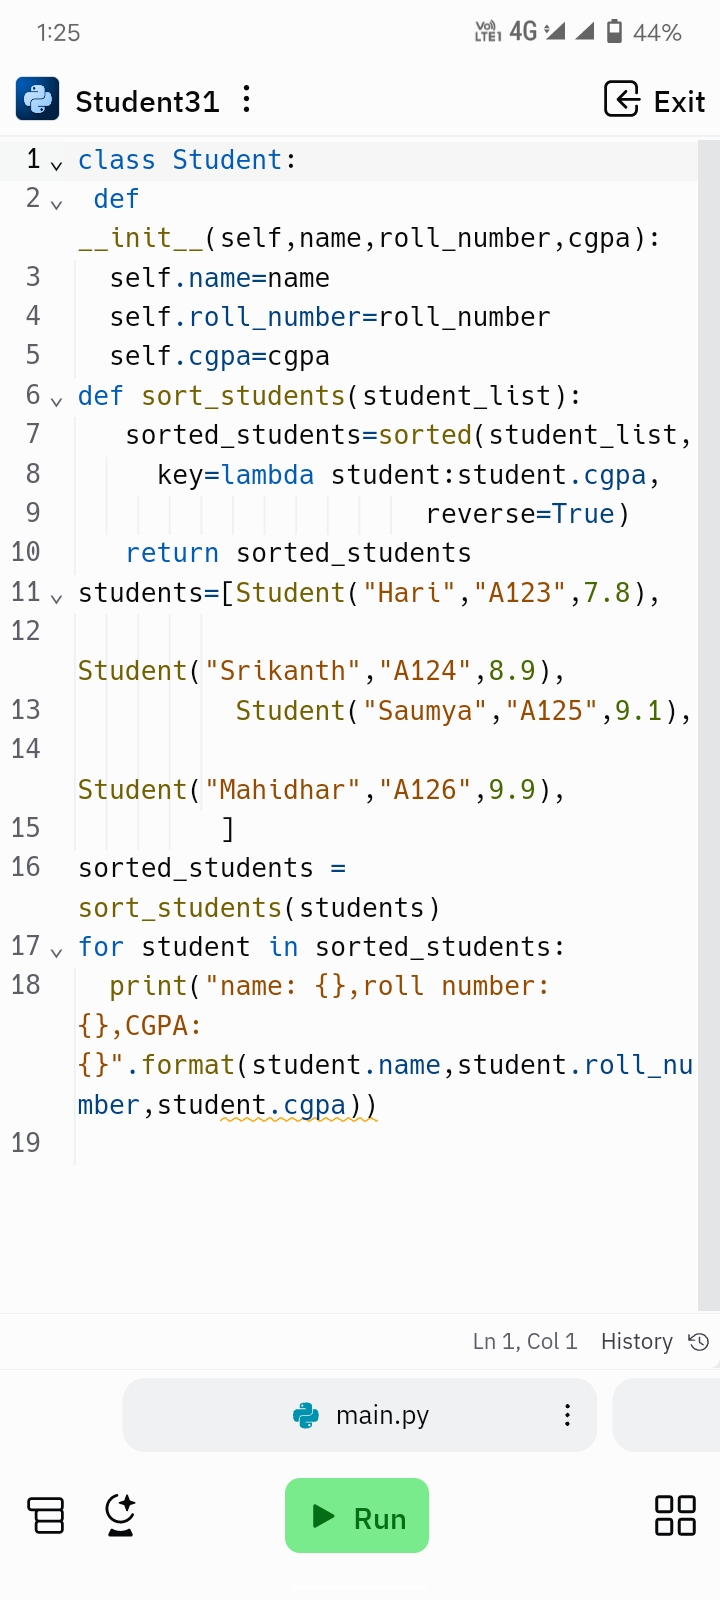 1:25
Vo) LTE1 4G 44%
Student31
Exit
1 class Student:
2 def
__init__(self,name,roll_number,cgpa):
3 self.name=name
4 self.roll_number=roll_number
5 self.cgpa=cgpa
6 def sort_students(student_list):
7 sorted_students=sorted(student_list,
8 key=lambda student:student.cgpa,
9 reverse=True)
10 return sorted_students
11 students=[Student("Hari","A123",7.8),
12
Student("Srikanth","A124",8.9),
13 Student("Saumya","A125",9.1),
14
Student("Mahidhar","A126",9.9),
15 ]
16 sorted_students =
sort_students(students)
17 for student in sorted_students:
18 print("name: {},roll number:
{},CGPA:
{}".format(student.name,student.roll_nu
mber,student.cgpa))
19
Ln 1, Col 1 History
main.py
Run